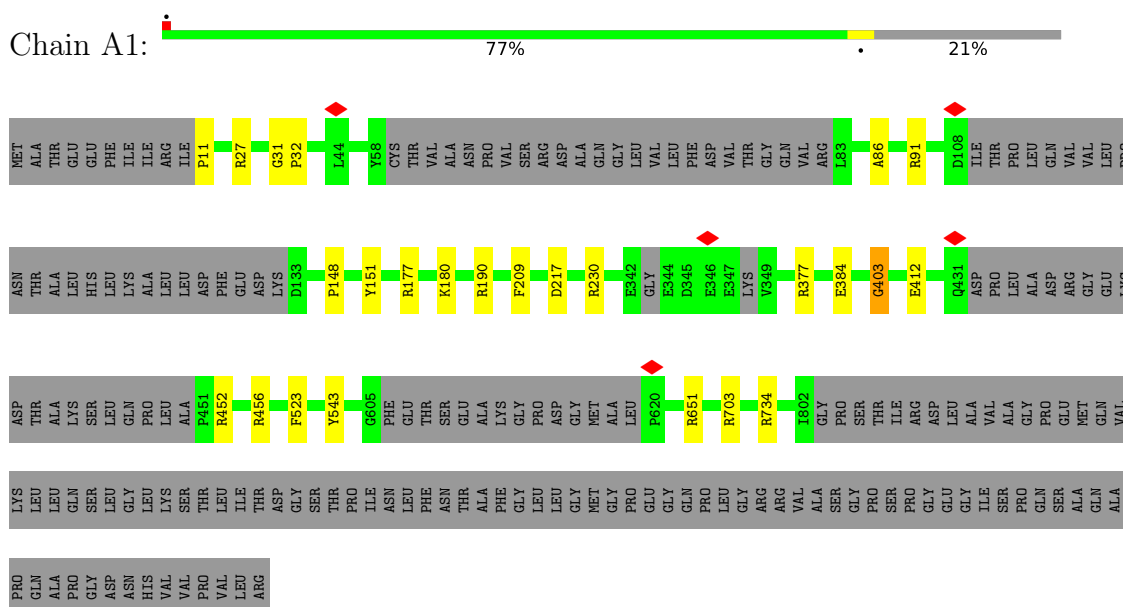 Chain A1:
77% 21%
MET ALA THR GLU GLU PHE ILE ILE ARG ILE P11 R27 G31 P32 L44 Y58 CYS THR VAL ALA ASN PRO VAL SER ARG ASP ALA GLN GLY LEU VAL LEU PHE ASP VAL THR GLY GLN VAL ARG L83 A86 R91 D108 ILE THR PRO LEU GLN VAL VAL LEU PRO
ASN THR ALA LEU HIS LEU LYS ALA LEU LEU ASP PHE GLU ASP LYS D133 P148 Y151 R177 K180 R190 F209 D217 R230 E342 GLY E344 D345 E346 E347 LYS V349 R377 E384 G403 E412 Q431 ASP PRO LEU ALA ASP ARG GLY GLU LYS
ASP THR ALA LYS SER LEU GLN PRO LEU ALA P451 R452 R456 F523 Y543 G605 PHE GLU THR SER GLU ALA LYS GLY PRO ASP GLY MET ALA LEU P620 R651 R703 R734 I802 GLY PRO SER THR ILE ARG ASP LEU ALA VAL ALA GLY PRO GLU MET GLN VAL
LYS LEU LEU GLN SER LEU GLY LEU LYS SER THR LEU ILE THR ASP GLY SER THR PRO ILE ASN LEU PHE ASN THR ALA PHE GLY LEU LEU GLY MET GLY PRO GLU GLY GLN PRO LEU GLY ARG ARG VAL ALA SER GLY PRO SER PRO GLY GLU GLY ILE SER PRO GLN SER ALA GLN ALA
PRO GLN ALA PRO GLY ASP ASN HIS VAL VAL PRO VAL LEU ARG